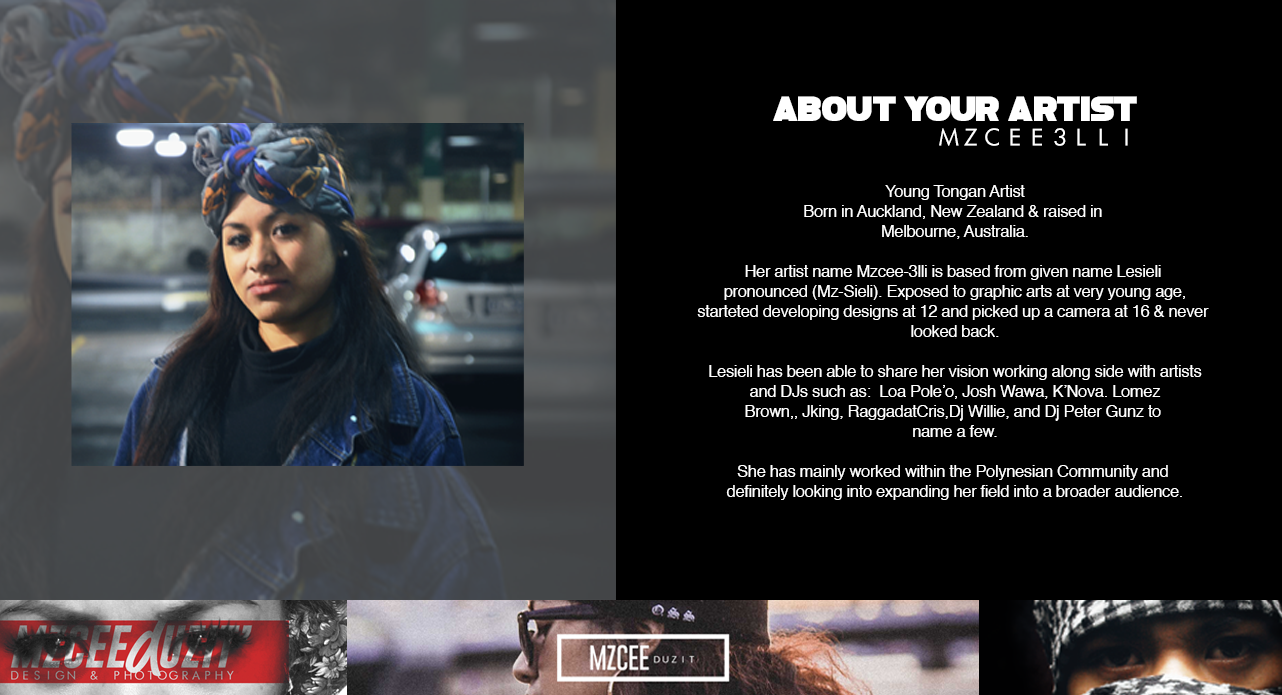 ABOUT YOUR ARTIST
MZCEE3LLI
Young Tongan Artist
Born in Auckland, New Zealand & raised in
Melbourne, Australia.
Her artist name Mzcee-3lli is based from given name Lesieli
pronounced (Mz-Sieli). Exposed to graphic arts at very young age,
starteted developing designs at 12 and picked up a camera at 16 & never
looked back.
Lesieli has been able to share her vision working along side with artists
and DJs such as:  Loa Pole’o, Josh Wawa, K’Nova. Lomez
Brown,, Jking, RaggadatCris,Dj Willie, and Dj Peter Gunz to
name a few.
She has mainly worked within the Polynesian Community and
definitely looking into expanding her field into a broader audience.
MZCEEdUZIT
DESIGN & PHOTOGRAPHY
MZCEE DUZIT